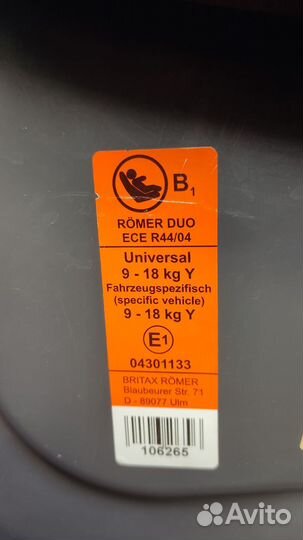 B1
RÖMER DUO
ECE R44/04
Universal
9 - 18 kg Y
Fahrzeugspezifisch
(specific vehicle)
9 - 18 kg Y
E1
04301133
BRITAX RÖMER
Blaubeurer Str. 71
D - 89077 Ulm
106265
Avito